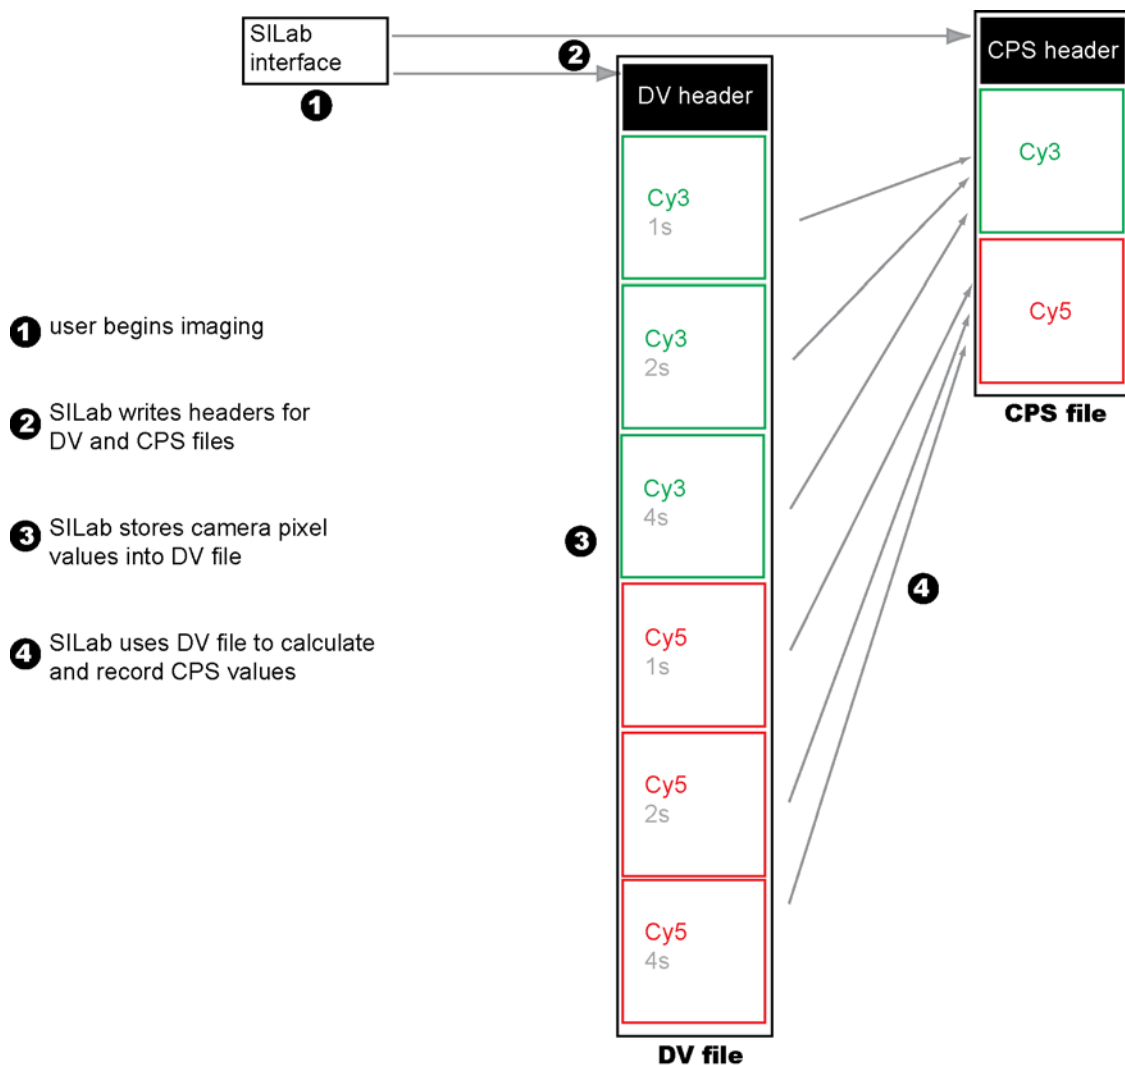 SILab
interface
1
2
DV header
CPS header
Cy3
1s
Cy3
2s
Cy3
4s
Cy5
1s
Cy5
2s
Cy5
4s
3
DV file
Cy3
Cy5
CPS file
4
1 user begins imaging
2 SILab writes headers for
DV and CPS files
3 SILab stores camera pixel
values into DV file
4 SILab uses DV file to calculate
and record CPS values